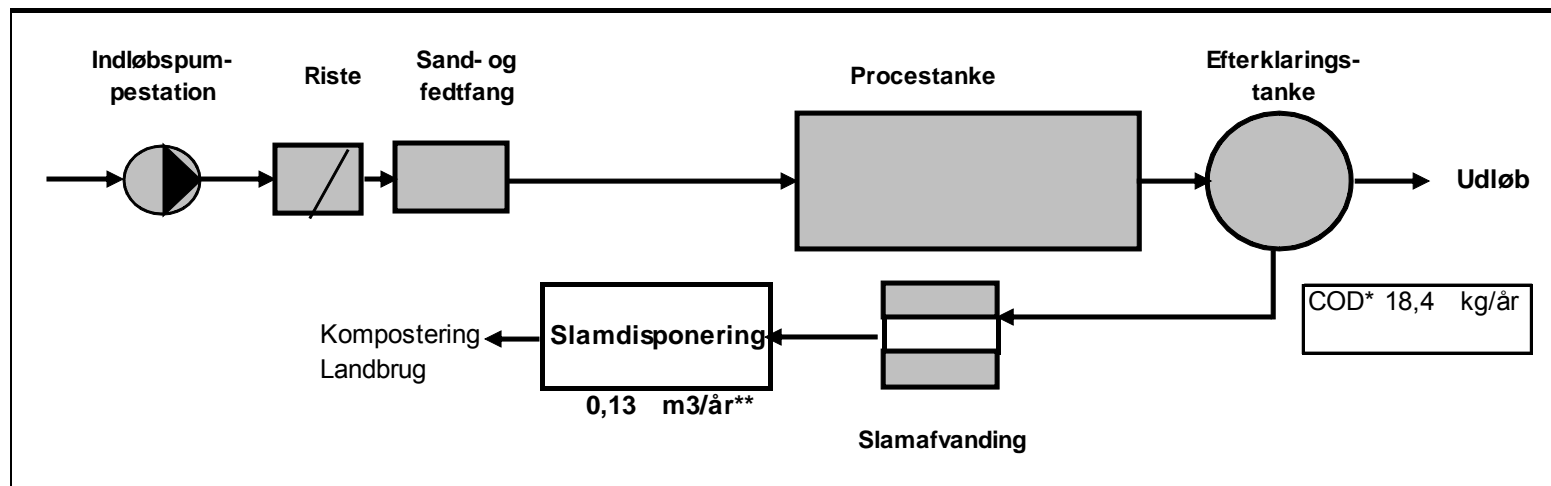 Indløbspum-
pestation
Riste
Sand- og
fedtfang
Procestanke
Efterklarings-
tanke
Udløb
COD* 18,4 kg/år
Kompostering
Landbrug
Slamdisponering
0,13 m3/år**
Slamafvanding